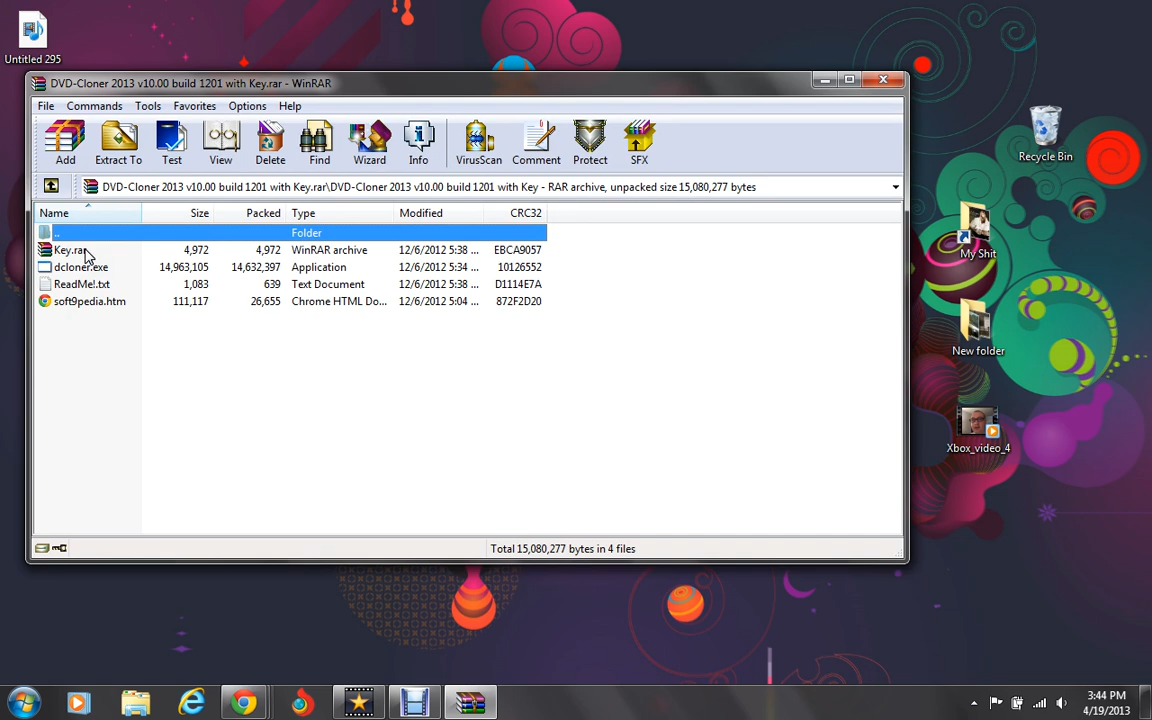 Untitled 295
DVD-Cloner 2013 v10.00 build 1201 with Key.rar - WinRAR
File Commands Tools Favorites Options Help
Add Extract To Test View Delete Find Wizard Info VirusScan Comment Protect SFX
DVD-Cloner 2013 v10.00 build 1201 with Key.rar\DVD-Cloner 2013 v10.00 build 1201 with Key - RAR archive, unpacked size 15,080,277 bytes
Name Size Packed Type Modified CRC32
.. Folder
Key.rar 4,972 4,972 WinRAR archive 12/6/2012 5:38 ... EBCA9057
dcloner.exe 14,963,105 14,632,397 Application 12/6/2012 5:34 ... 10126552
ReadMe!.txt 1,083 639 Text Document 12/6/2012 5:38 ... D1114E7A
soft9pedia.htm 111,117 26,655 Chrome HTML Do... 12/6/2012 5:04 ... 872F2D20
Total 15,080,277 bytes in 4 files
Recycle Bin
My Shit
New folder
Xbox_video_4
3:44 PM
4/19/2013